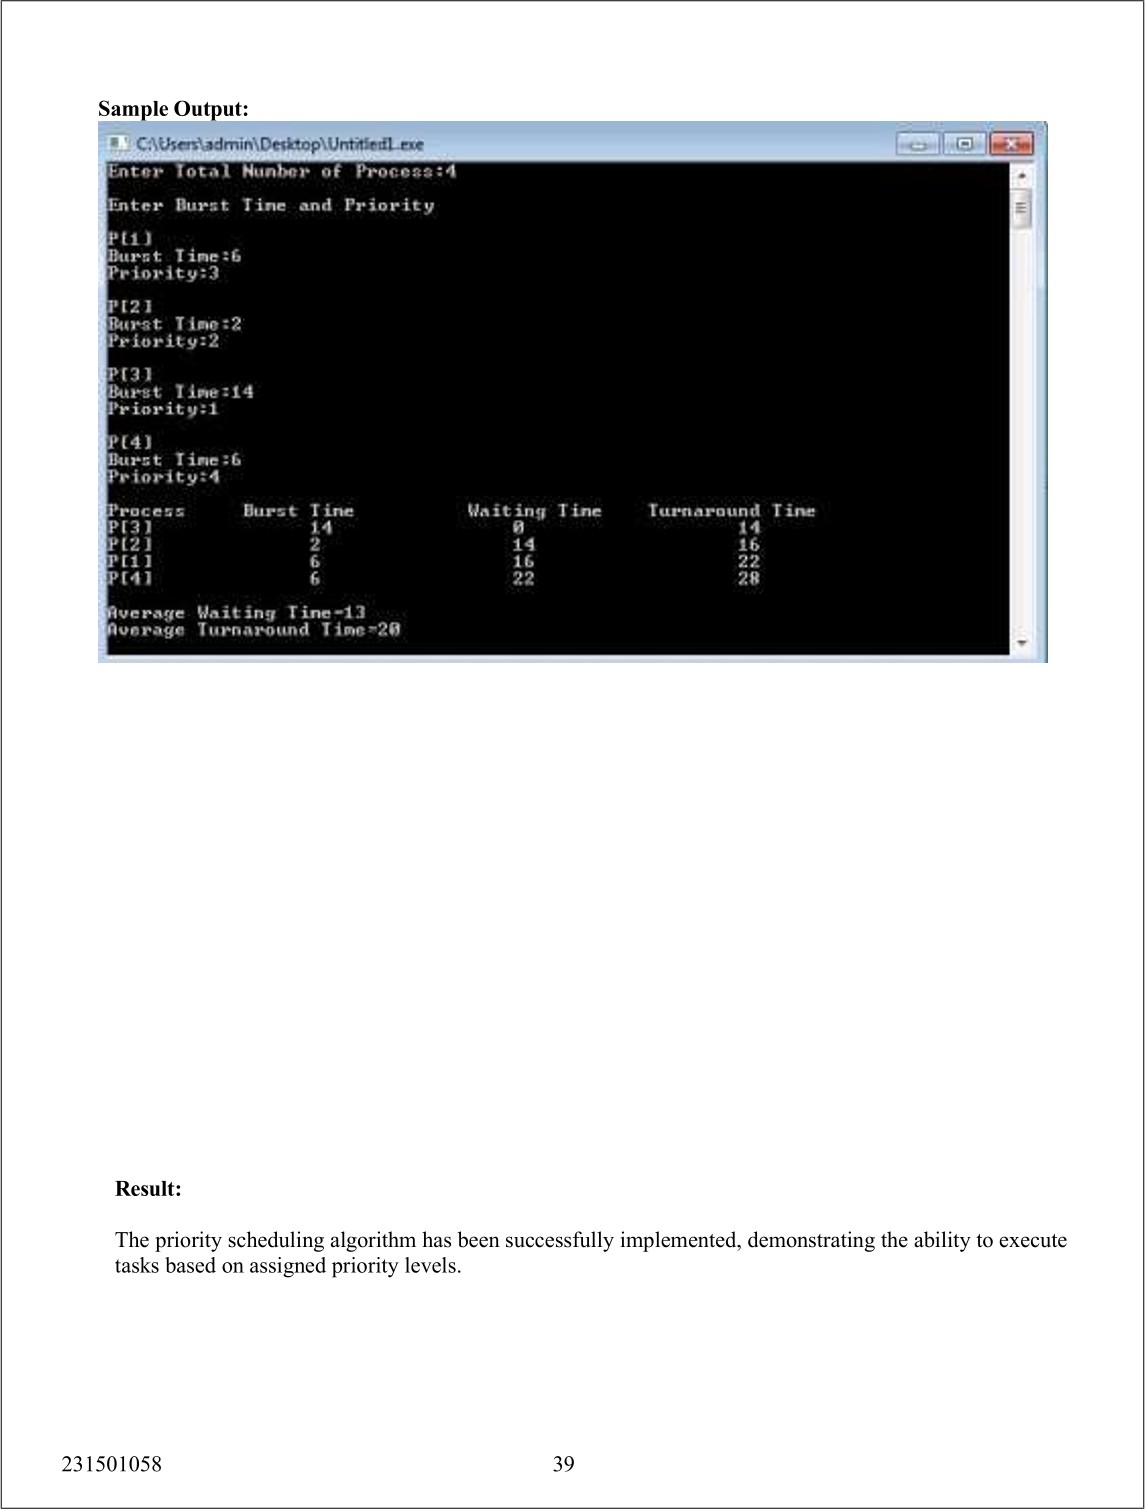 Sample Output:
C:\Users\admin\Desktop\Untitled1.exe
Enter Total Number of Process:4
Enter Burst Time and Priority
P[1]
Burst Time:6
Priority:3
P[2]
Burst Time:2
Priority:2
P[3]
Burst Time:14
Priority:1
P[4]
Burst Time:6
Priority:4
Process Burst Time Waiting Time Turnaround Time
P[3] 14 0 14
P[2] 2 14 16
P[1] 6 16 22
P[4] 6 22 28
Average Waiting Time=13
Average Turnaround Time=20
Result:
The priority scheduling algorithm has been successfully implemented, demonstrating the ability to execute
tasks based on assigned priority levels.
231501058 39